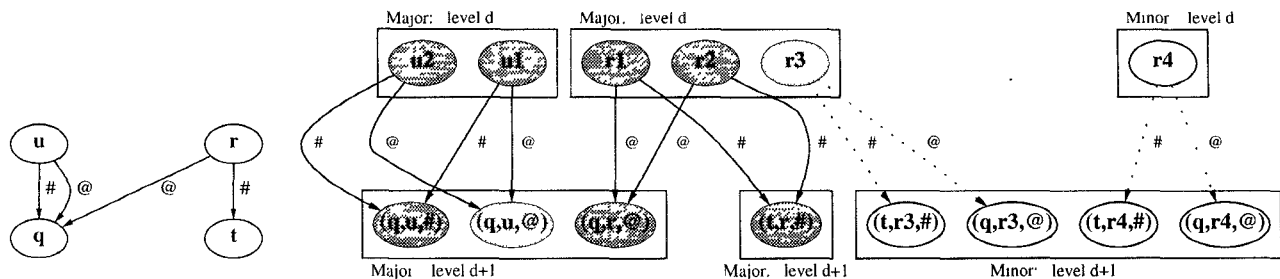 Major: level d
Major. level d
Minor level d
u2 u1 r1 r2 r3 r4
u r # @ # @ @ # # @ # @
# @ @ #
q t (q,u,#) (q,u,@) (q,r,@) (t,r,#) (t,r3,#) (q,r3,@) (t,r4,#) (q,r4,@)
Major level d+1
Major. level d+1
Minor: level d+1